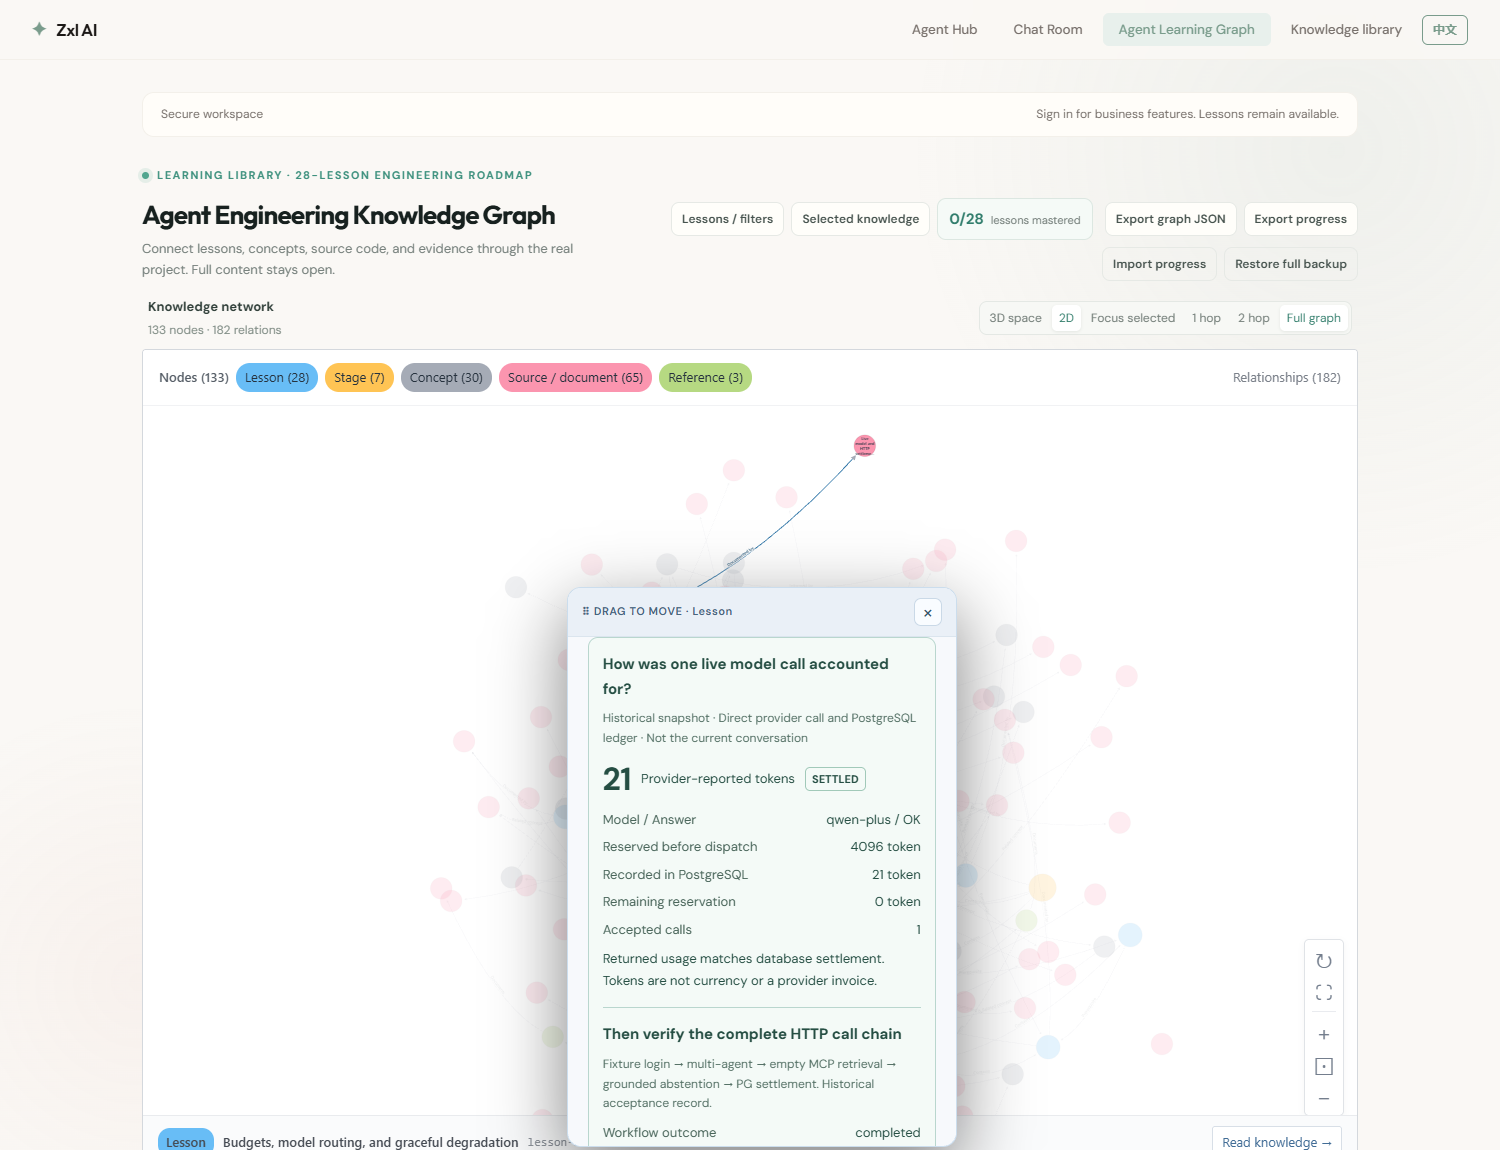 Zxl AI
Agent Hub
Chat Room
Agent Learning Graph
Knowledge library
中文
Secure workspace
Sign in for business features. Lessons remain available.
LEARNING LIBRARY · 28-LESSON ENGINEERING ROADMAP
Agent Engineering Knowledge Graph
Connect lessons, concepts, source code, and evidence through the real
project. Full content stays open.
Lessons / filters
Selected knowledge
0/28 lessons mastered
Export graph JSON
Export progress
Import progress
Restore full backup
Knowledge network
133 nodes · 182 relations
3D space
2D
Focus selected
1 hop
2 hop
Full graph
Nodes (133)
Lesson (28)
Stage (7)
Concept (30)
Source / document (65)
Reference (3)
Relationships (182)
⠿ DRAG TO MOVE · Lesson
×
How was one live model call accounted
for?
Historical snapshot · Direct provider call and PostgreSQL
ledger · Not the current conversation
21 Provider-reported tokens SETTLED
Model / Answer qwen-plus / OK
Reserved before dispatch 4096 token
Recorded in PostgreSQL 21 token
Remaining reservation 0 token
Accepted calls 1
Returned usage matches database settlement.
Tokens are not currency or a provider invoice.
Then verify the complete HTTP call chain
Fixture login → multi-agent → empty MCP retrieval →
grounded abstention → PG settlement. Historical
acceptance record.
Workflow outcome completed
Lesson
Budgets, model routing, and graceful degradation
lesson-
Read knowledge →